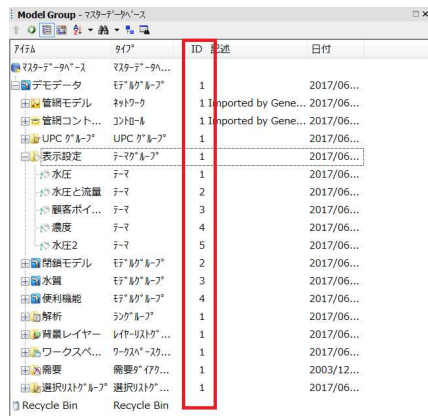 Model Group - マスターデータベース
アイテム タイプ ID 記述 日付
マスターデータベース マスターデータベ...
デモデータ モデルグループ 1 2017/06...
管網モデル ネットワーク 1 Imported by Gene... 2017/06...
管網コント... コントロール 1 Imported by Gene... 2017/06...
UPC グループ UPC グループ 1 2017/06...
表示設定 テーマグループ 1 2017/06...
水圧 テーマ 1 2017/06...
水圧と流量 テーマ 2 2017/06...
顧客ポイ... テーマ 3 2017/06...
濃度 テーマ 4 2017/06...
水圧2 テーマ 5 2017/06...
閉鎖モデル モデルグループ 2 2017/06...
水質 モデルグループ 3 2017/06...
便利機能 モデルグループ 4 2017/06...
解析 ラングループ 1 2017/06...
背景レイヤー レイヤーリストグ... 1 2017/06...
ワークスペ... ワークスペースグ... 1 2017/06...
需要 需要ダイアグ... 1 2003/12...
選択リストグループ 選択リストグ... 1 2017/06...
Recycle Bin Recycle Bin